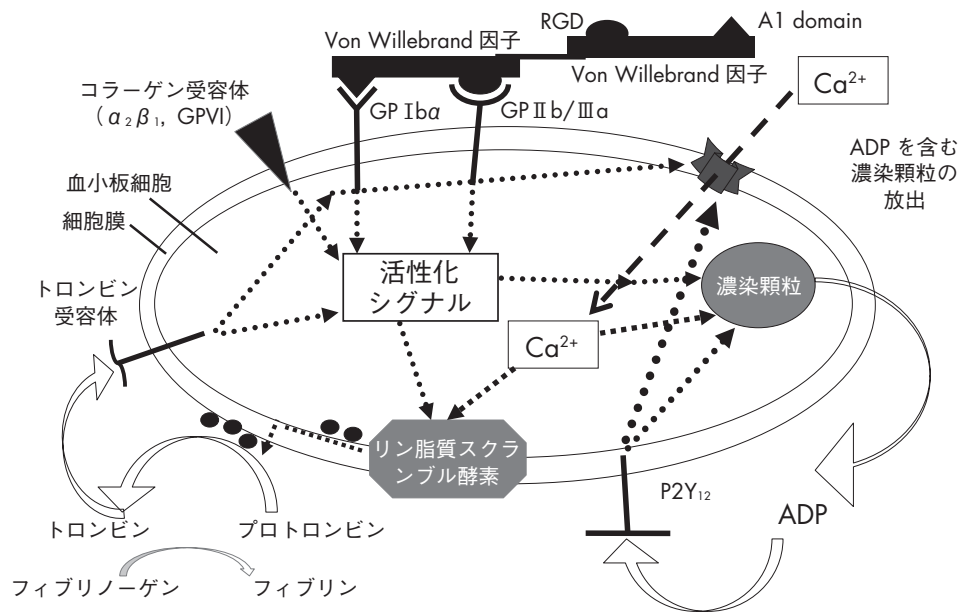 RGD
A1 domain
Von Willebrand 因子
Von Willebrand 因子
Ca²⁺
コラーゲン受容体
（α₂β₁, GPVI）
GP Ⅰbα
GPⅡb/Ⅲa
ADP を含む
濃染顆粒の
放出
血小板細胞
細胞膜
活性化
シグナル
濃染顆粒
トロンビン
受容体
Ca²⁺
リン脂質スクラ
ンブル酵素
P2Y₁₂
ADP
トロンビン
プロトロンビン
フィブリノーゲン
フィブリン